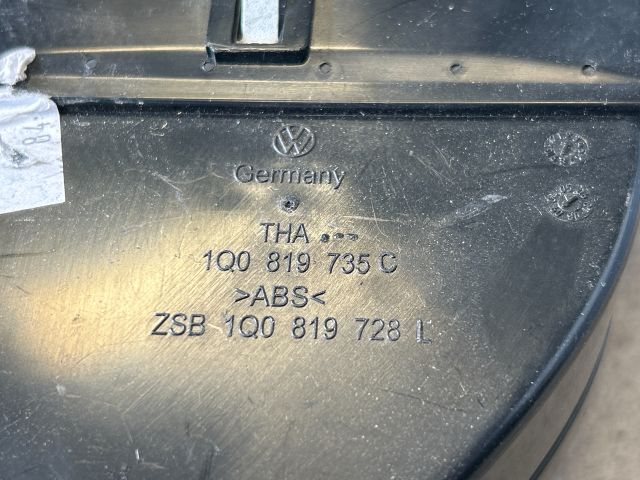 Germany
THA
1Q0 819 735 C
>ABS<
ZSB 1Q0 819 728 L